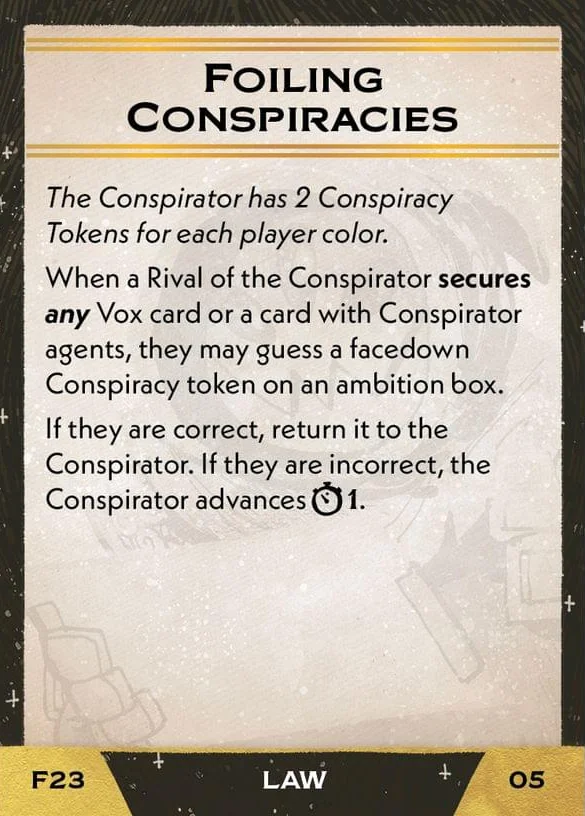 FOILING
CONSPIRACIES
The Conspirator has 2 Conspiracy
Tokens for each player color.
When a Rival of the Conspirator secures
any Vox card or a card with Conspirator
agents, they may guess a facedown
Conspiracy token on an ambition box.
If they are correct, return it to the
Conspirator. If they are incorrect, the
Conspirator advances 1.
F23 LAW 05